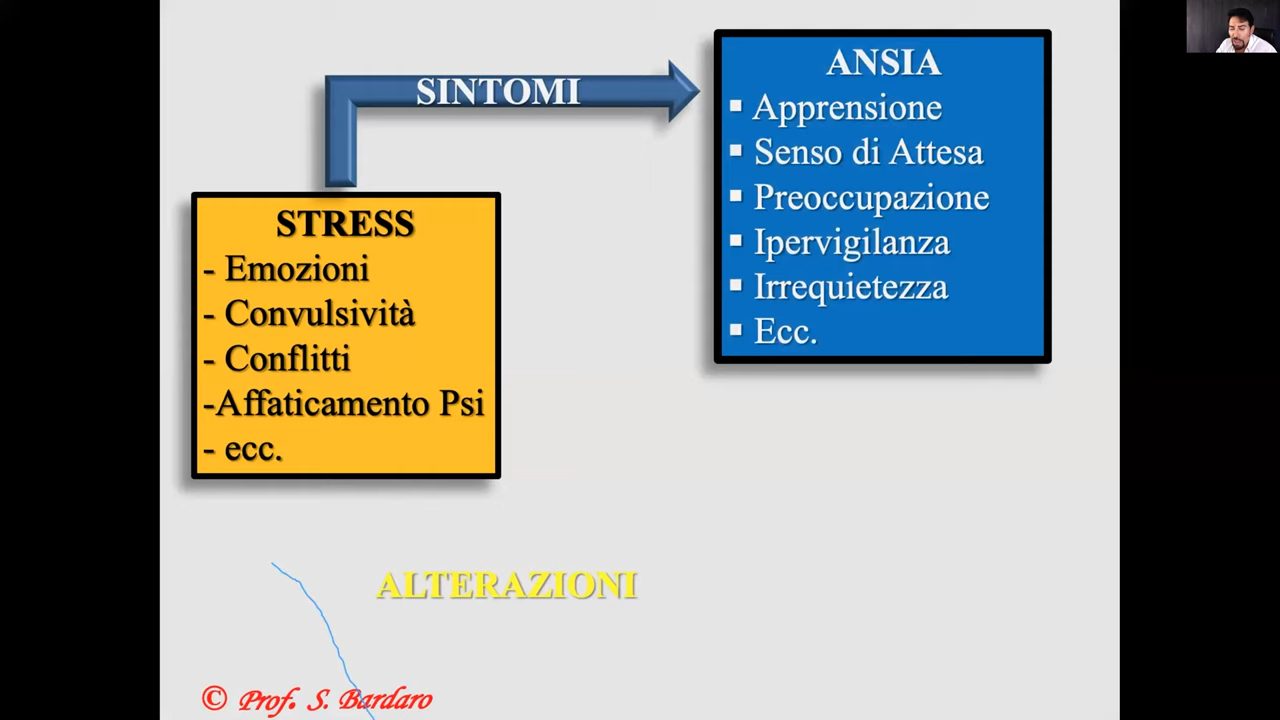 SINTOMI
STRESS
- Emozioni
- Convulsività
- Conflitti
-Affaticamento Psi
- ecc.
ANSIA
▪ Apprensione
▪ Senso di Attesa
▪ Preoccupazione
▪ Ipervigilanza
▪ Irrequietezza
▪ Ecc.
ALTERAZIONI
© Prof. S. Bardaro